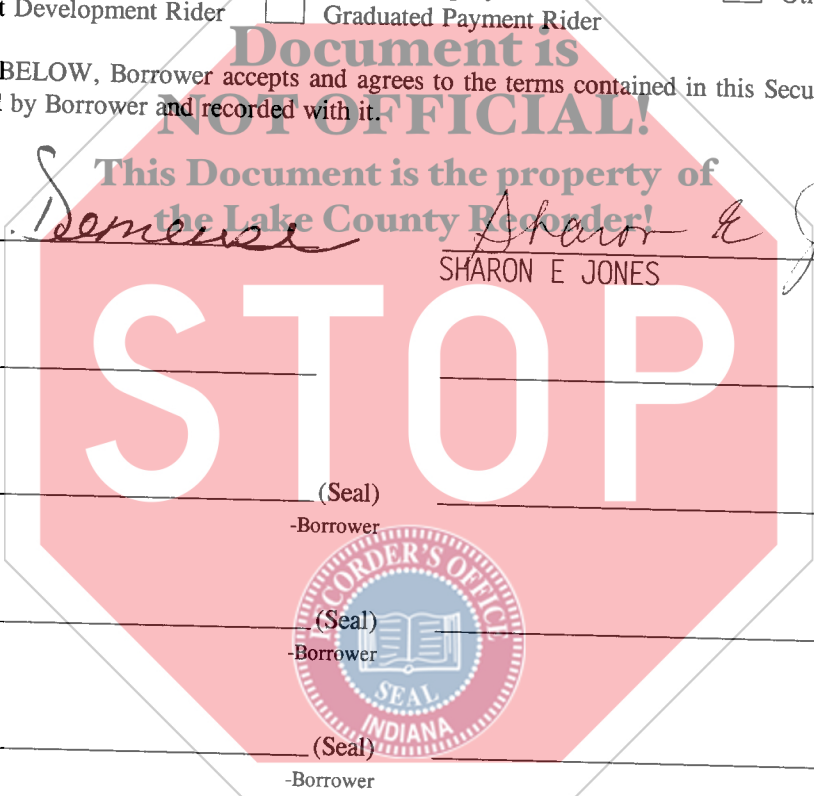 t Development Rider
Graduated Payment Rider
Document is
BELOW, Borrower accepts and agrees to the terms contained in this Secu
by Borrower and recorded with it.
NOT OFFICIAL!
This Document is the property of
the Lake County Recorder!
Sharon E J
SHARON E JONES
STOP
(Seal)
-Borrower
RECORDER'S OFFICE
(Seal)
-Borrower
SEAL
INDIANA
(Seal)
-Borrower